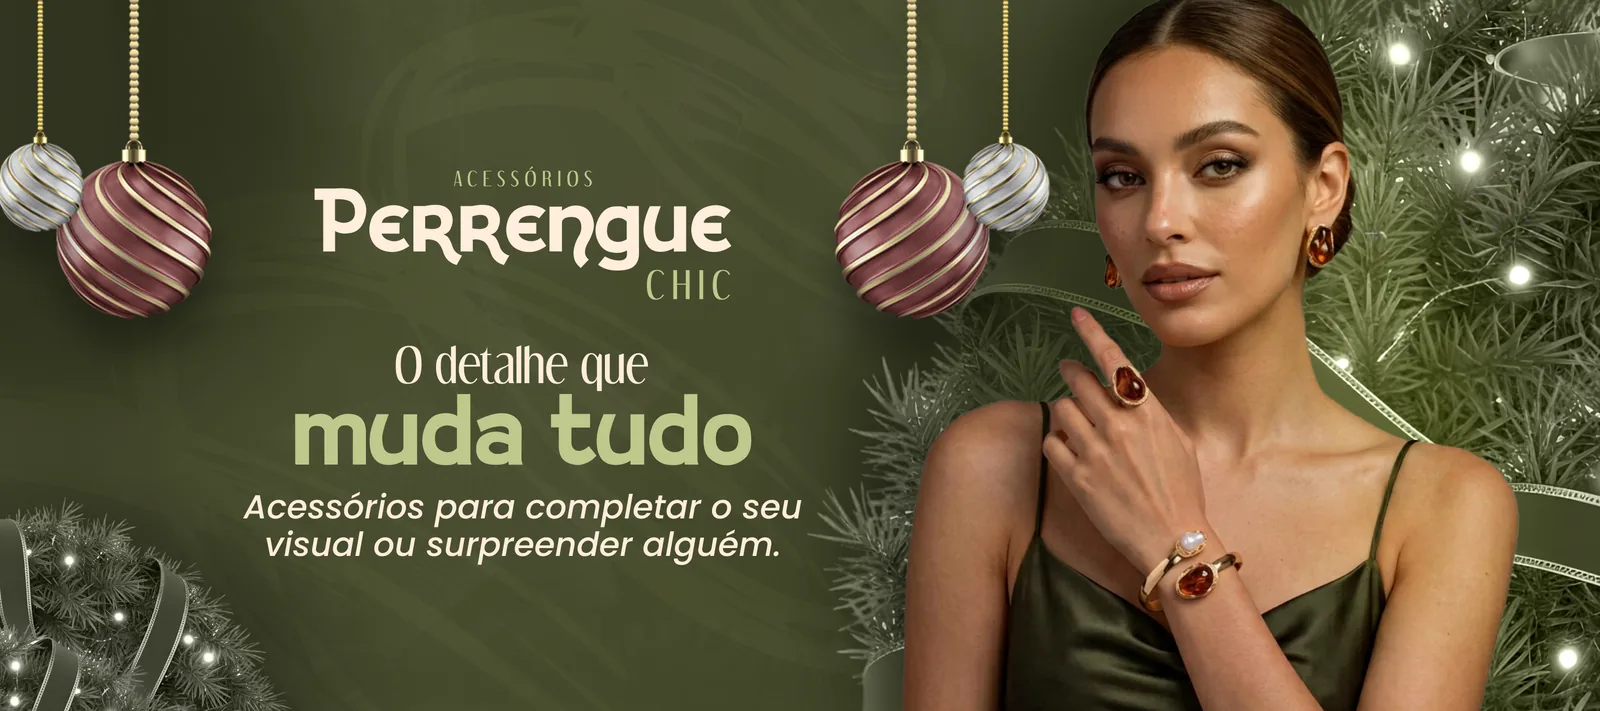 ACESSÓRIOS
PERRENGUE
CHIC
O detalhe que
muda tudo
Acessórios para completar o seu
visual ou surpreender alguém.